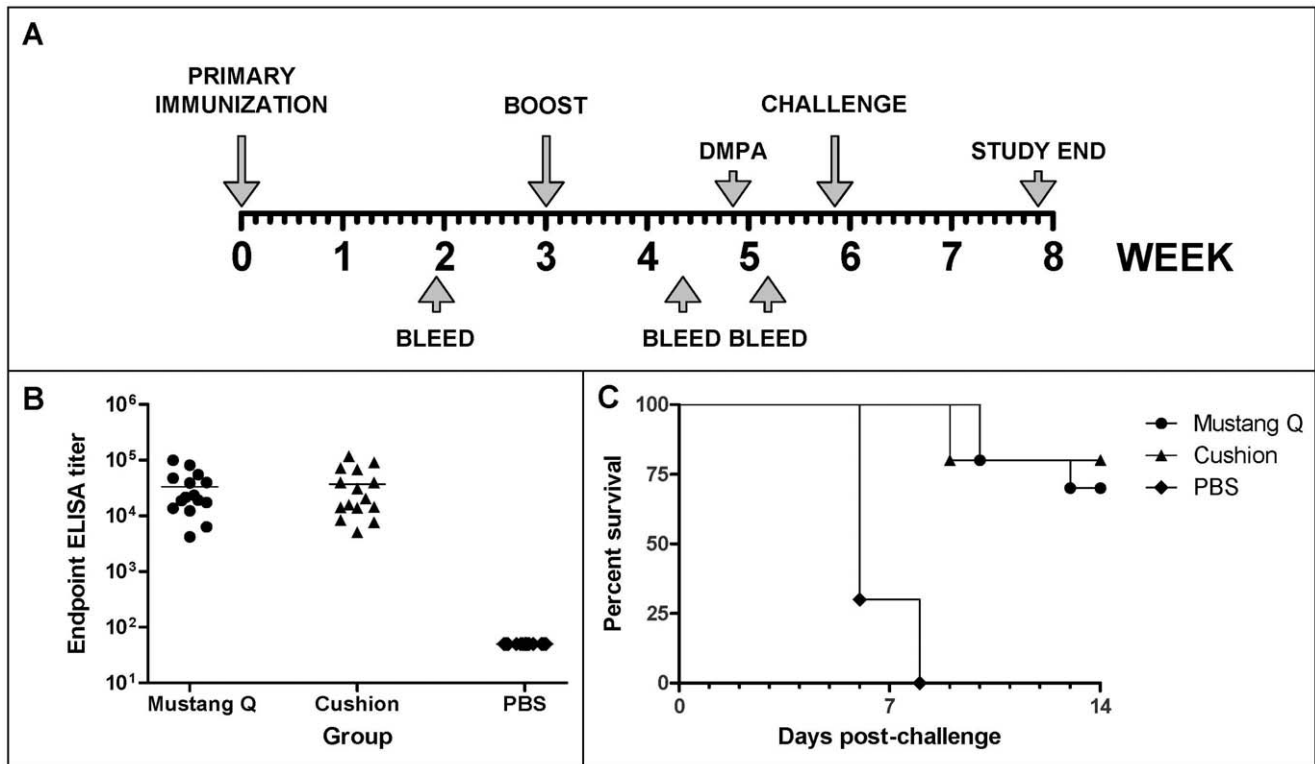 A
PRIMARY
IMMUNIZATION
BOOST
CHALLENGE
DMPA
STUDY END
0 1 2 3 4 5 6 7 8 WEEK
BLEED
BLEED BLEED
B
10⁶
10⁵
10⁴
10³
10²
10¹
Endpoint ELISA titer
Mustang Q Cushion PBS
Group
C
100
75
50
25
0
Percent survival
0 7 14
Days post-challenge
Mustang Q
Cushion
PBS